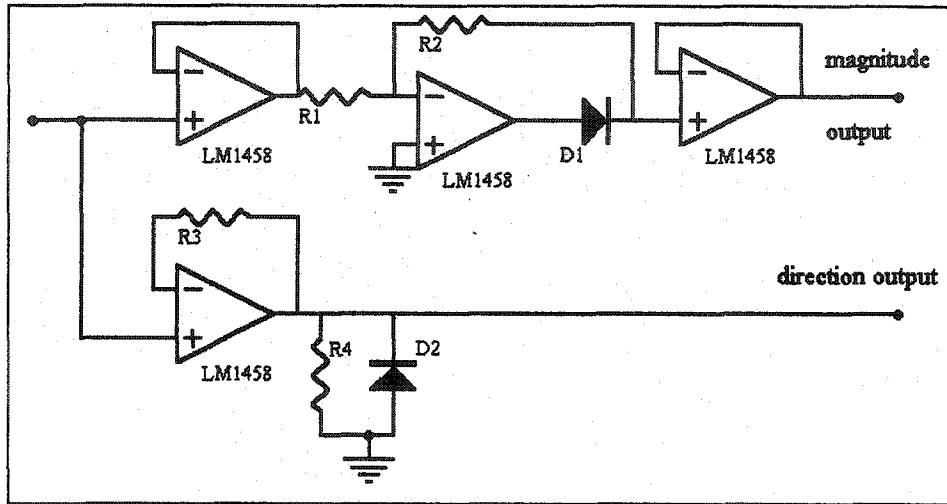 R2
magnitude
R1
D1
output
LM1458
LM1458
LM1458
R3
direction output
R4
D2
LM1458